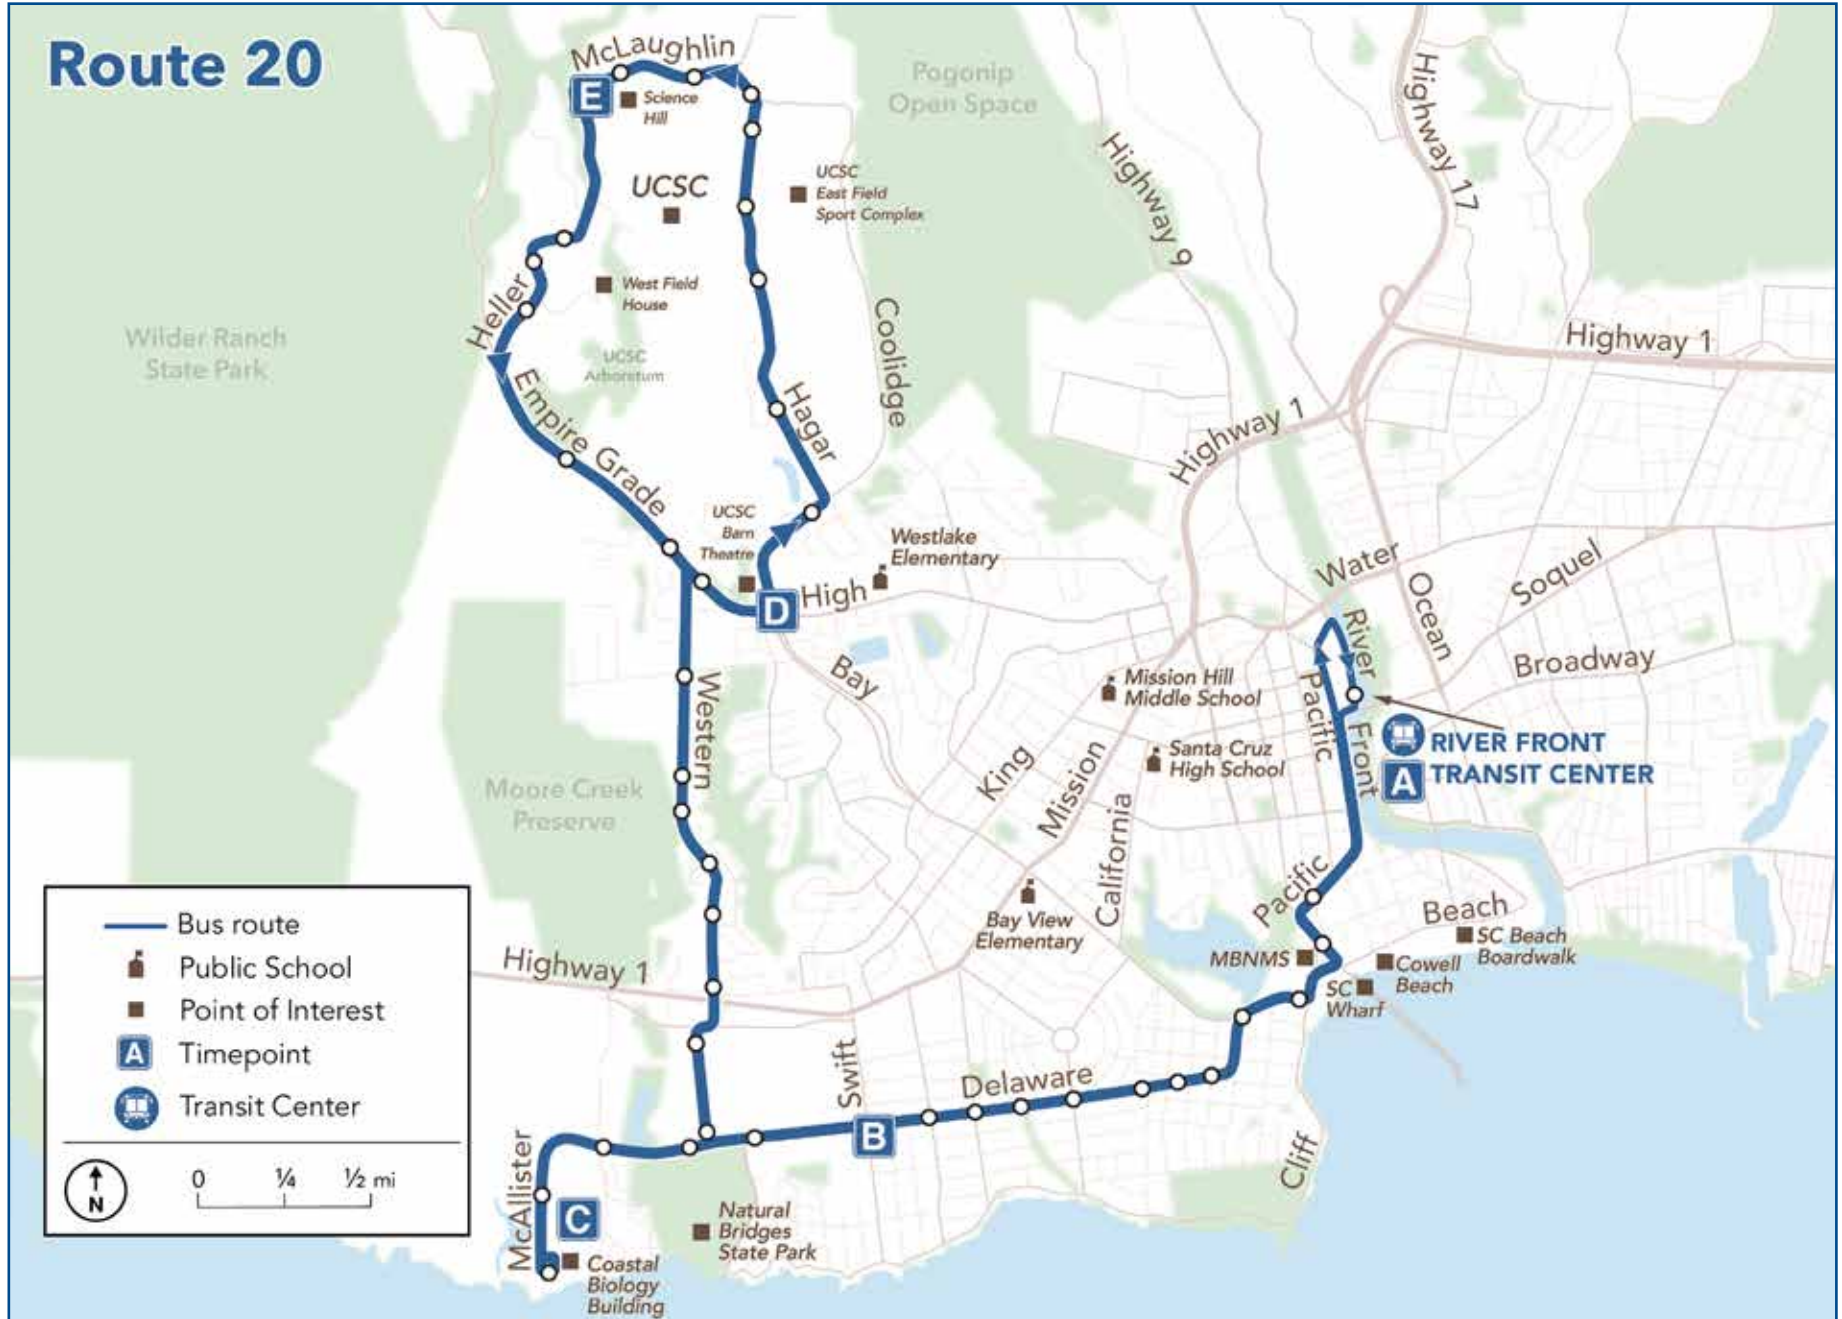 Route 20
McLaughlin
E
Science
Hill
UCSC
UCSC
East Field
Sport Complex
West Field
House
UCSC
Arboretum
Pogonip
Open Space
Highway 9
Highway 17
Highway 1
Highway 1
Wilder Ranch
State Park
Heller
Empire Grade
Hagar
Coolidge
UCSC
Barn
Theatre
D
High
Westlake
Elementary
Bay
Western
Moore Creek
Preserve
Water
River
Ocean
Soquel
Broadway
Pacific
Front
RIVER FRONT
TRANSIT CENTER
A
Mission Hill
Middle School
Santa Cruz
High School
King
Mission
California
Bay View
Elementary
Pacific
Beach
SC Beach
Boardwalk
MBNMS
Cowell
Beach
SC
Wharf
Highway 1
Swift
Delaware
B
Cliff
McAllister
C
Natural
Bridges
State Park
Coastal
Biology
Building
Bus route
Public School
Point of Interest
A Timepoint
Transit Center
N
0 ¼ ½ mi